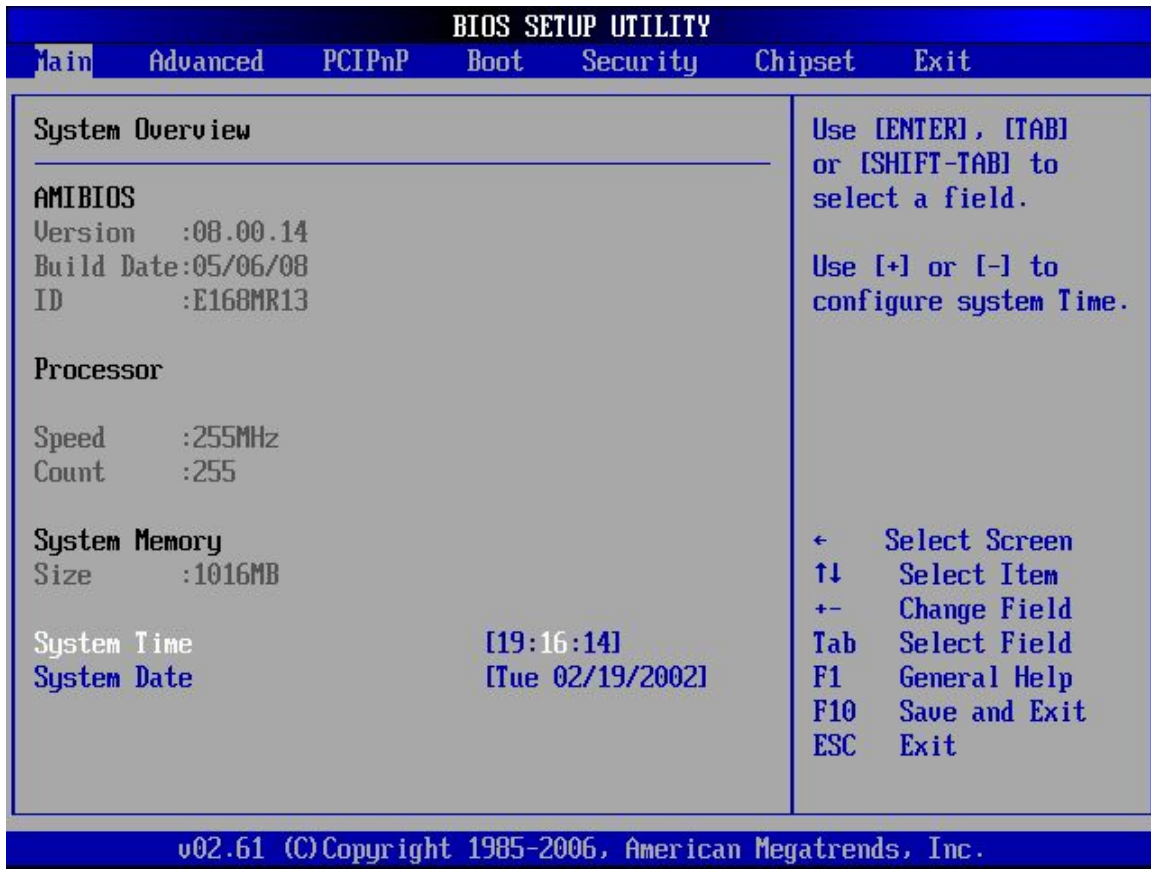 BIOS SETUP UTILITY
Main Advanced PCIPnP Boot Security Chipset Exit
System Overview
AMIBIOS
Version :08.00.14
Build Date:05/06/08
ID :E168MR13
Processor
Speed :255MHz
Count :255
System Memory
Size :1016MB
System Time [19:16:14]
System Date [Tue 02/19/2002]
Use [ENTER], [TAB]
or [SHIFT-TAB] to
select a field.
Use [+] or [-] to
configure system Time.
← Select Screen
↑↓ Select Item
+- Change Field
Tab Select Field
F1 General Help
F10 Save and Exit
ESC Exit
v02.61 (C)Copyright 1985-2006, American Megatrends, Inc.